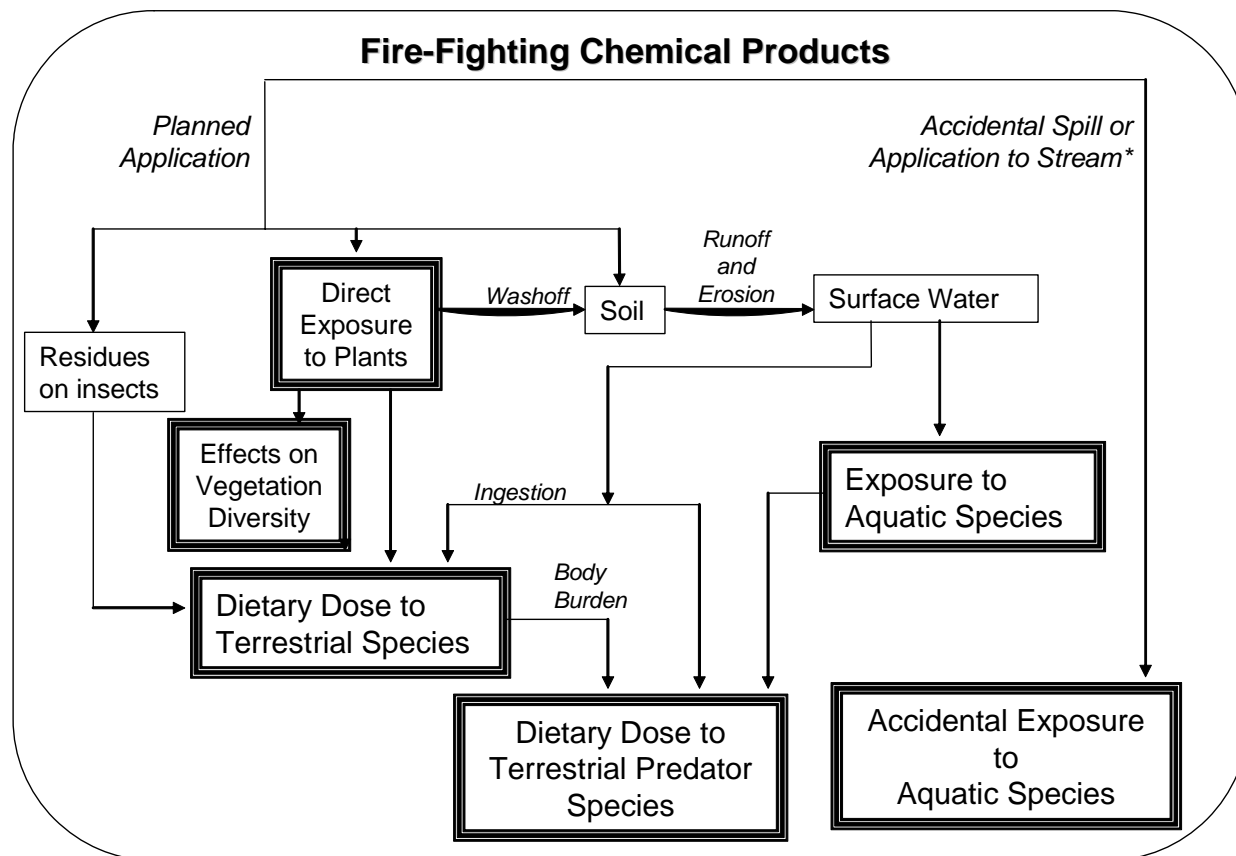 Fire-Fighting Chemical Products
Planned
Application
Accidental Spill or
Application to Stream*
Direct
Exposure
to Plants
Washoff
Soil
Runoff
and
Erosion
Surface Water
Residues
on insects
Effects on
Vegetation
Diversity
Ingestion
Exposure to
Aquatic Species
Dietary Dose to
Terrestrial Species
Body
Burden
Dietary Dose to
Terrestrial Predator
Species
Accidental Exposure
to
Aquatic Species